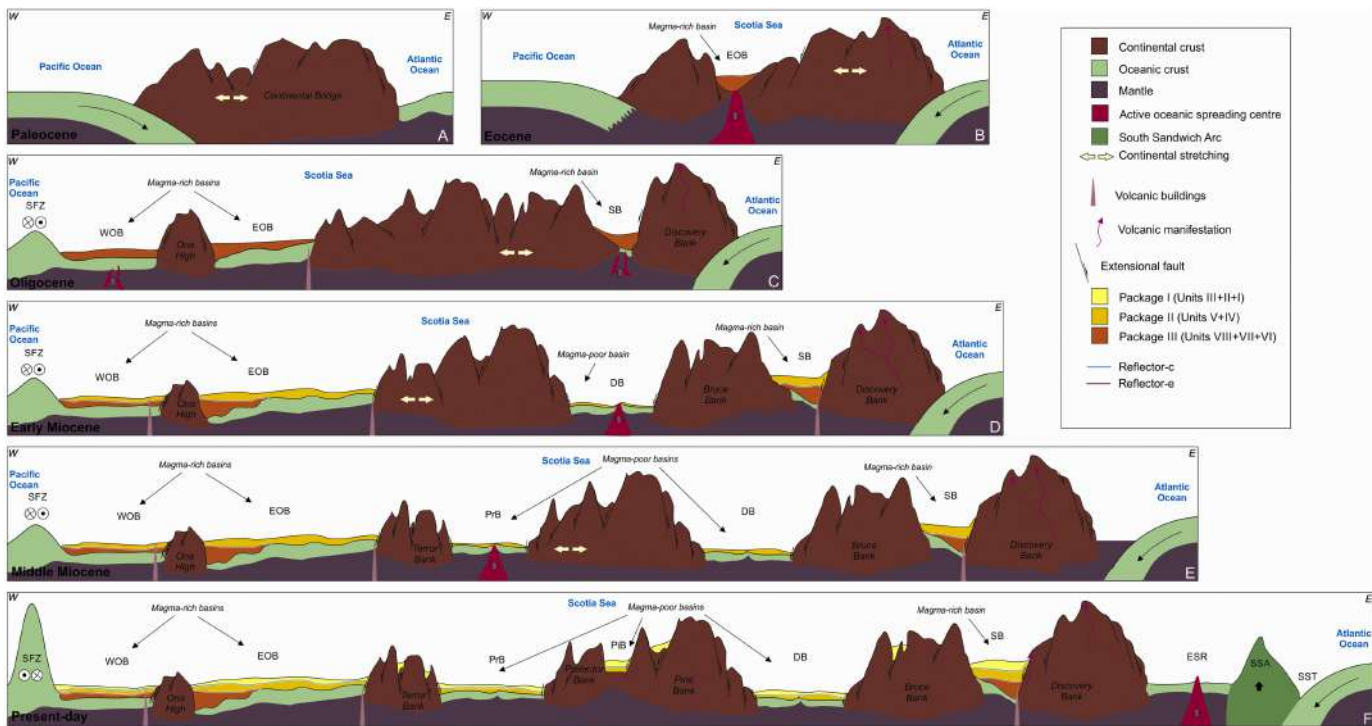 W
E
Pacific Ocean
Atlantic
Ocean
Continental Bridge
Paleocene
A
W
E
Magma-rich basin
Scotia Sea
EOB
Pacific Ocean
Atlantic
Ocean
Eocene
B
W
E
Pacific
Ocean
SFZ
Magma-rich basins
Scotia Sea
Magma-rich basin
WOB
EOB
SB
Atlantic
Ocean
One
High
Discovery
Bank
Oligocene
C
W
E
Pacific
Ocean
SFZ
Magma-rich basins
Scotia Sea
Magma-poor basin
Magma-rich basin
WOB
EOB
DB
SB
Atlantic
Ocean
Ona
High
Bruce
Bank
Discovery
Bank
Early Miocene
D
W
E
Pacific
Ocean
SFZ
Magma-rich basins
Scotia Sea
Magma-poor basins
Magma-rich basin
WOB
EOB
PrB
DB
SB
Atlantic
Ocean
Ona
High
Terror
Bank
Bruce
Bank
Discovery
Bank
Middle Miocene
E
W
E
Magma-rich basins
Scotia Sea
Magma-poor basins
Magma-rich basin
Atlantic
Ocean
SFZ
WOB
EOB
PrB
PiB
DB
SB
ESR
SSA
SST
Ona
High
Terror
Bank
Protector
Bank
Pirie
Bank
Bruce
Bank
Discovery
Bank
Present-day
F
Continental crust
Oceanic crust
Mantle
Active oceanic spreading centre
South Sandwich Arc
Continental stretching
Volcanic buildings
Volcanic manifestation
Extensional fault
Package I (Units III+II+I)
Package II (Units V+IV)
Package III (Units VIII+VII+VI)
Reflector-c
Reflector-e